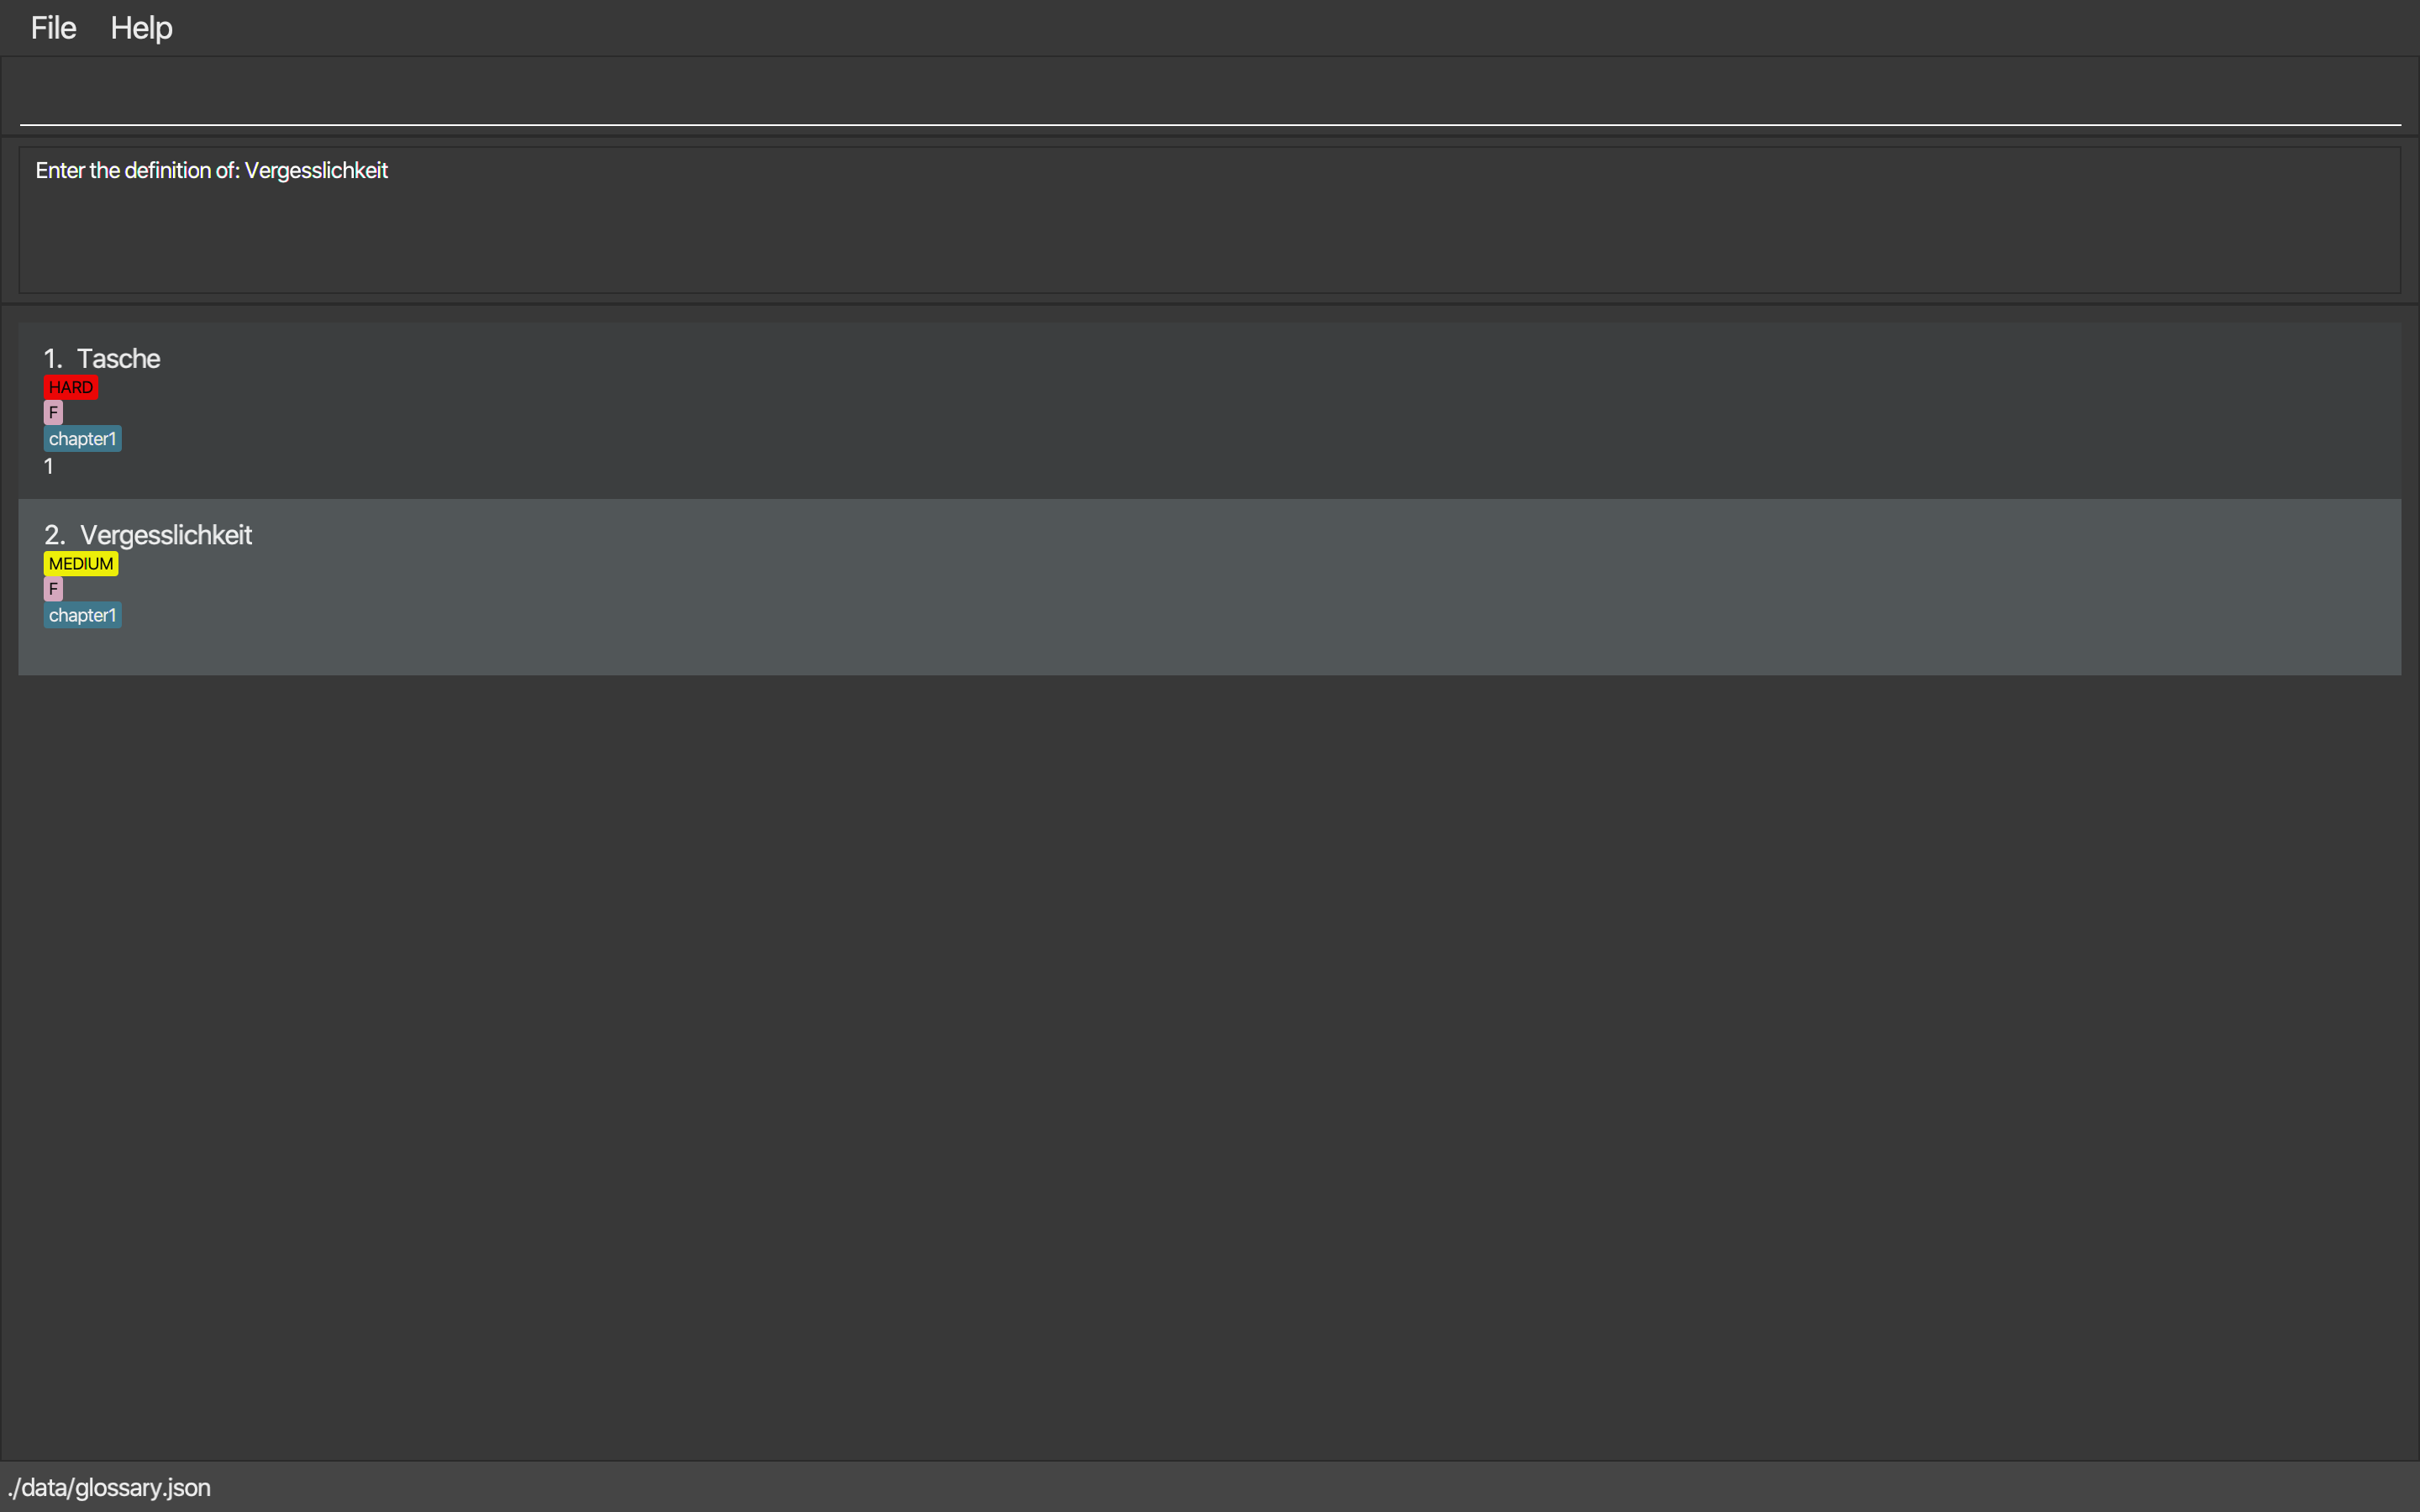 File Help
Enter the definition of: Vergesslichkeit
1. Tasche
HARD
F
chapter1
1
2. Vergesslichkeit
MEDIUM
F
chapter1
./data/glossary.json